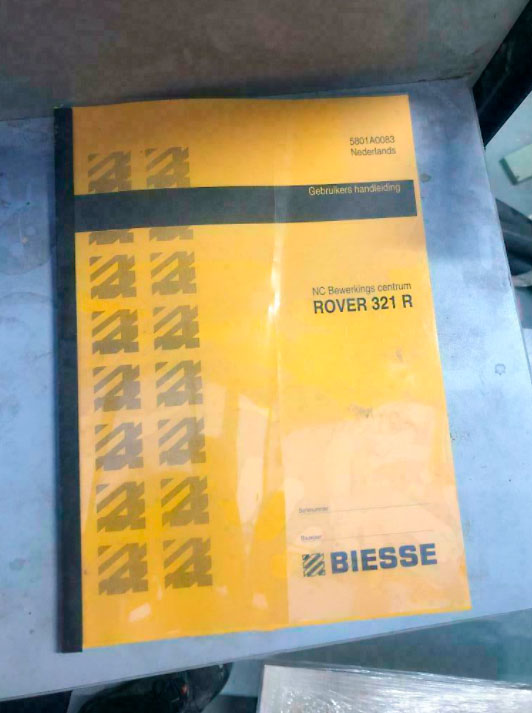 5801A0083
Nederlands
Gebruikers handleiding
NC Bewerkings centrum
ROVER 321 R
BIESSE